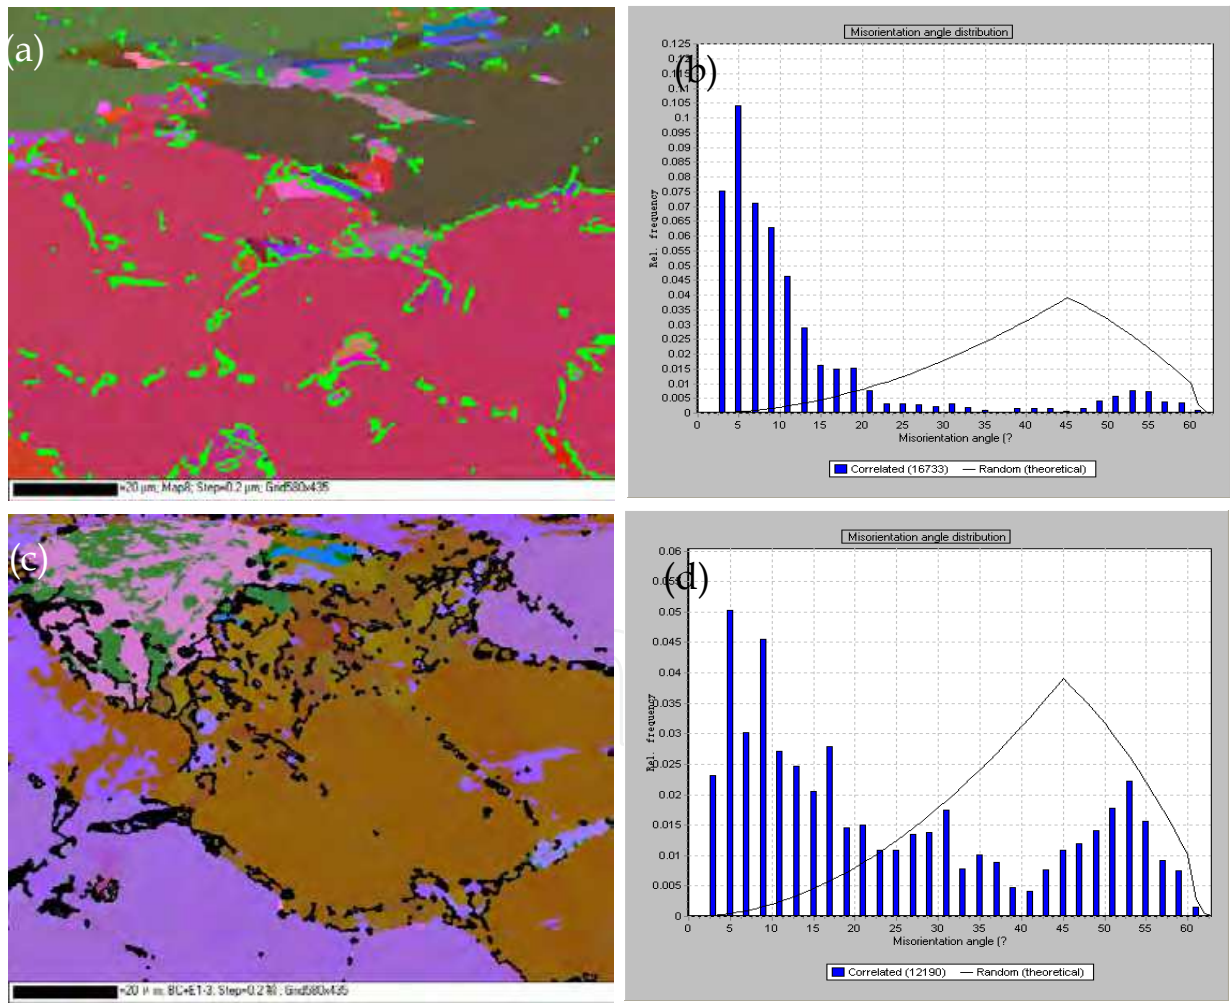 (a)
=20 µm; Map8; Step=0.2 µm; Grid580x435
(b)
Misorientation angle distribution
0.125
0.12
0.115
0.11
0.105
0.1
0.095
0.09
0.085
0.08
0.075
0.07
0.065
0.06
0.055
0.05
0.045
0.04
0.035
0.03
0.025
0.02
0.015
0.01
0.005
0
Rel. frequency
0 5 10 15 20 25 30 35 40 45 50 55 60
Misorientation angle [?
Correlated (16733) Random (theoretical)
(c)
=20 µm; BC+E1-3; Step=0.2 Grid580x435
(d)
Misorientation angle distribution
0.06
0.055
0.05
0.045
0.04
0.035
0.03
0.025
0.02
0.015
0.01
0.005
0
Rel. frequency
0 5 10 15 20 25 30 35 40 45 50 55 60
Misorientation angle [?
Correlated (12190) Random (theoretical)